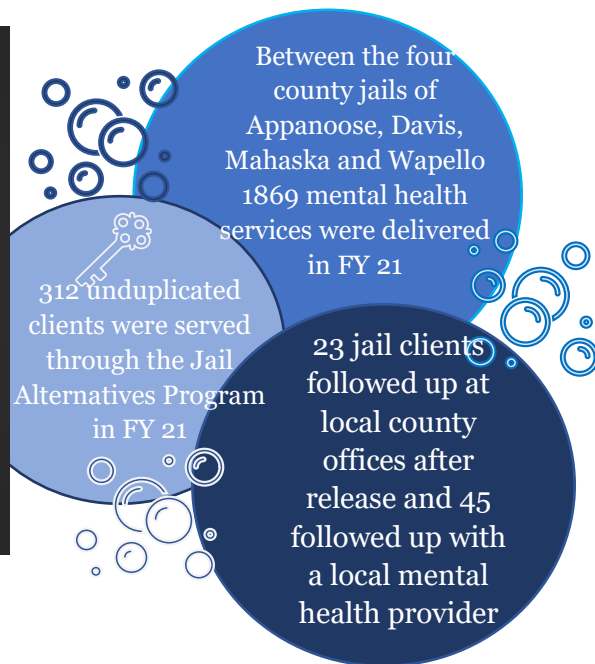 Between the four
county jails of
Appanoose, Davis,
Mahaska and Wapello
1869 mental health
services were delivered
in FY 21
312 unduplicated
clients were served
through the Jail
Alternatives Program
in FY 21
23 jail clients
followed up at
local county
offices after
release and 45
followed up with
a local mental
health provider